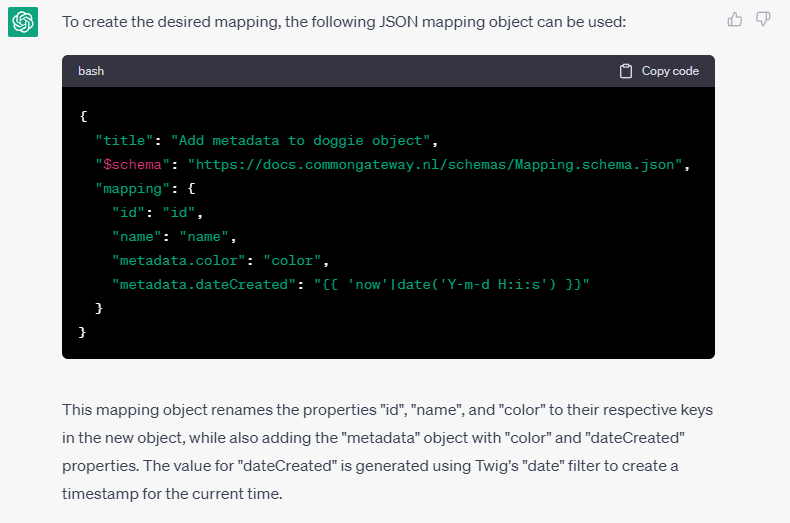 To create the desired mapping, the following JSON mapping object can be used:
bash Copy code
{
  "title": "Add metadata to doggie object",
  "$schema": "https://docs.commongateway.nl/schemas/Mapping.schema.json",
  "mapping": {
    "id": "id",
    "name": "name",
    "metadata.color": "color",
    "metadata.dateCreated": "{{ 'now'|date('Y-m-d H:i:s') }}"
  }
}
This mapping object renames the properties "id", "name", and "color" to their respective keys
in the new object, while also adding the "metadata" object with "color" and "dateCreated"
properties. The value for "dateCreated" is generated using Twig's "date" filter to create a
timestamp for the current time.